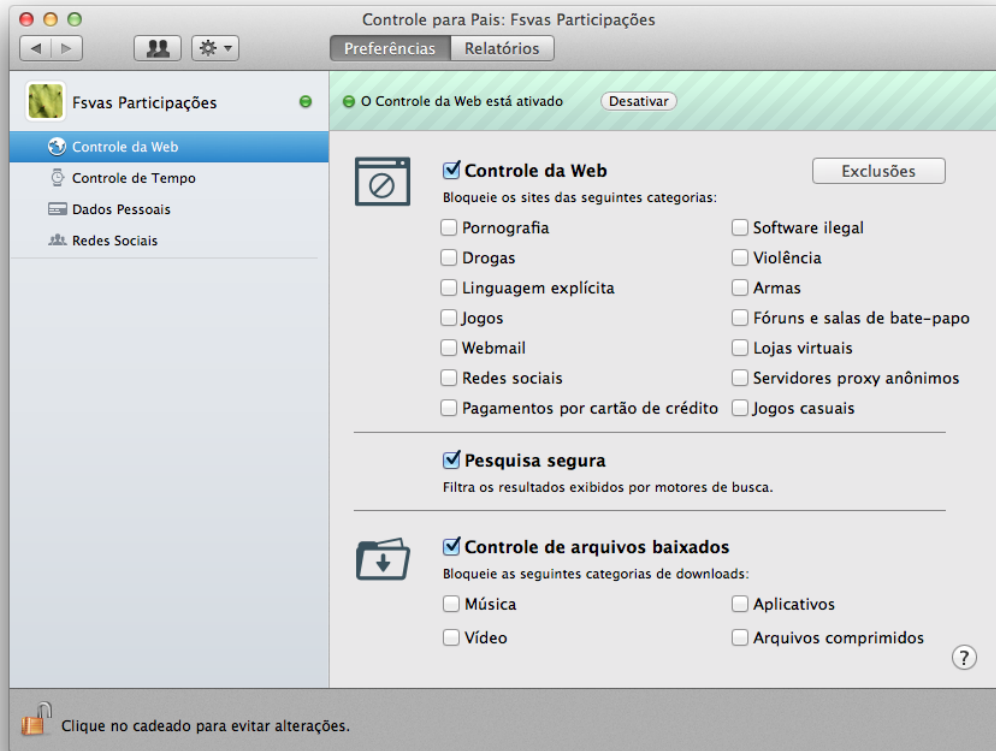 Controle para Pais: Fsvas Participações
Preferências Relatórios
Fsvas Participações
Controle da Web
Controle de Tempo
Dados Pessoais
Redes Sociais
O Controle da Web está ativado Desativar
Controle da Web Exclusões
Bloqueie os sites das seguintes categorias:
Pornografia Software ilegal
Drogas Violência
Linguagem explícita Armas
Jogos Fóruns e salas de bate-papo
Webmail Lojas virtuais
Redes sociais Servidores proxy anônimos
Pagamentos por cartão de crédito Jogos casuais
Pesquisa segura
Filtra os resultados exibidos por motores de busca.
Controle de arquivos baixados
Bloqueie as seguintes categorias de downloads:
Música Aplicativos
Vídeo Arquivos comprimidos
?
Clique no cadeado para evitar alterações.